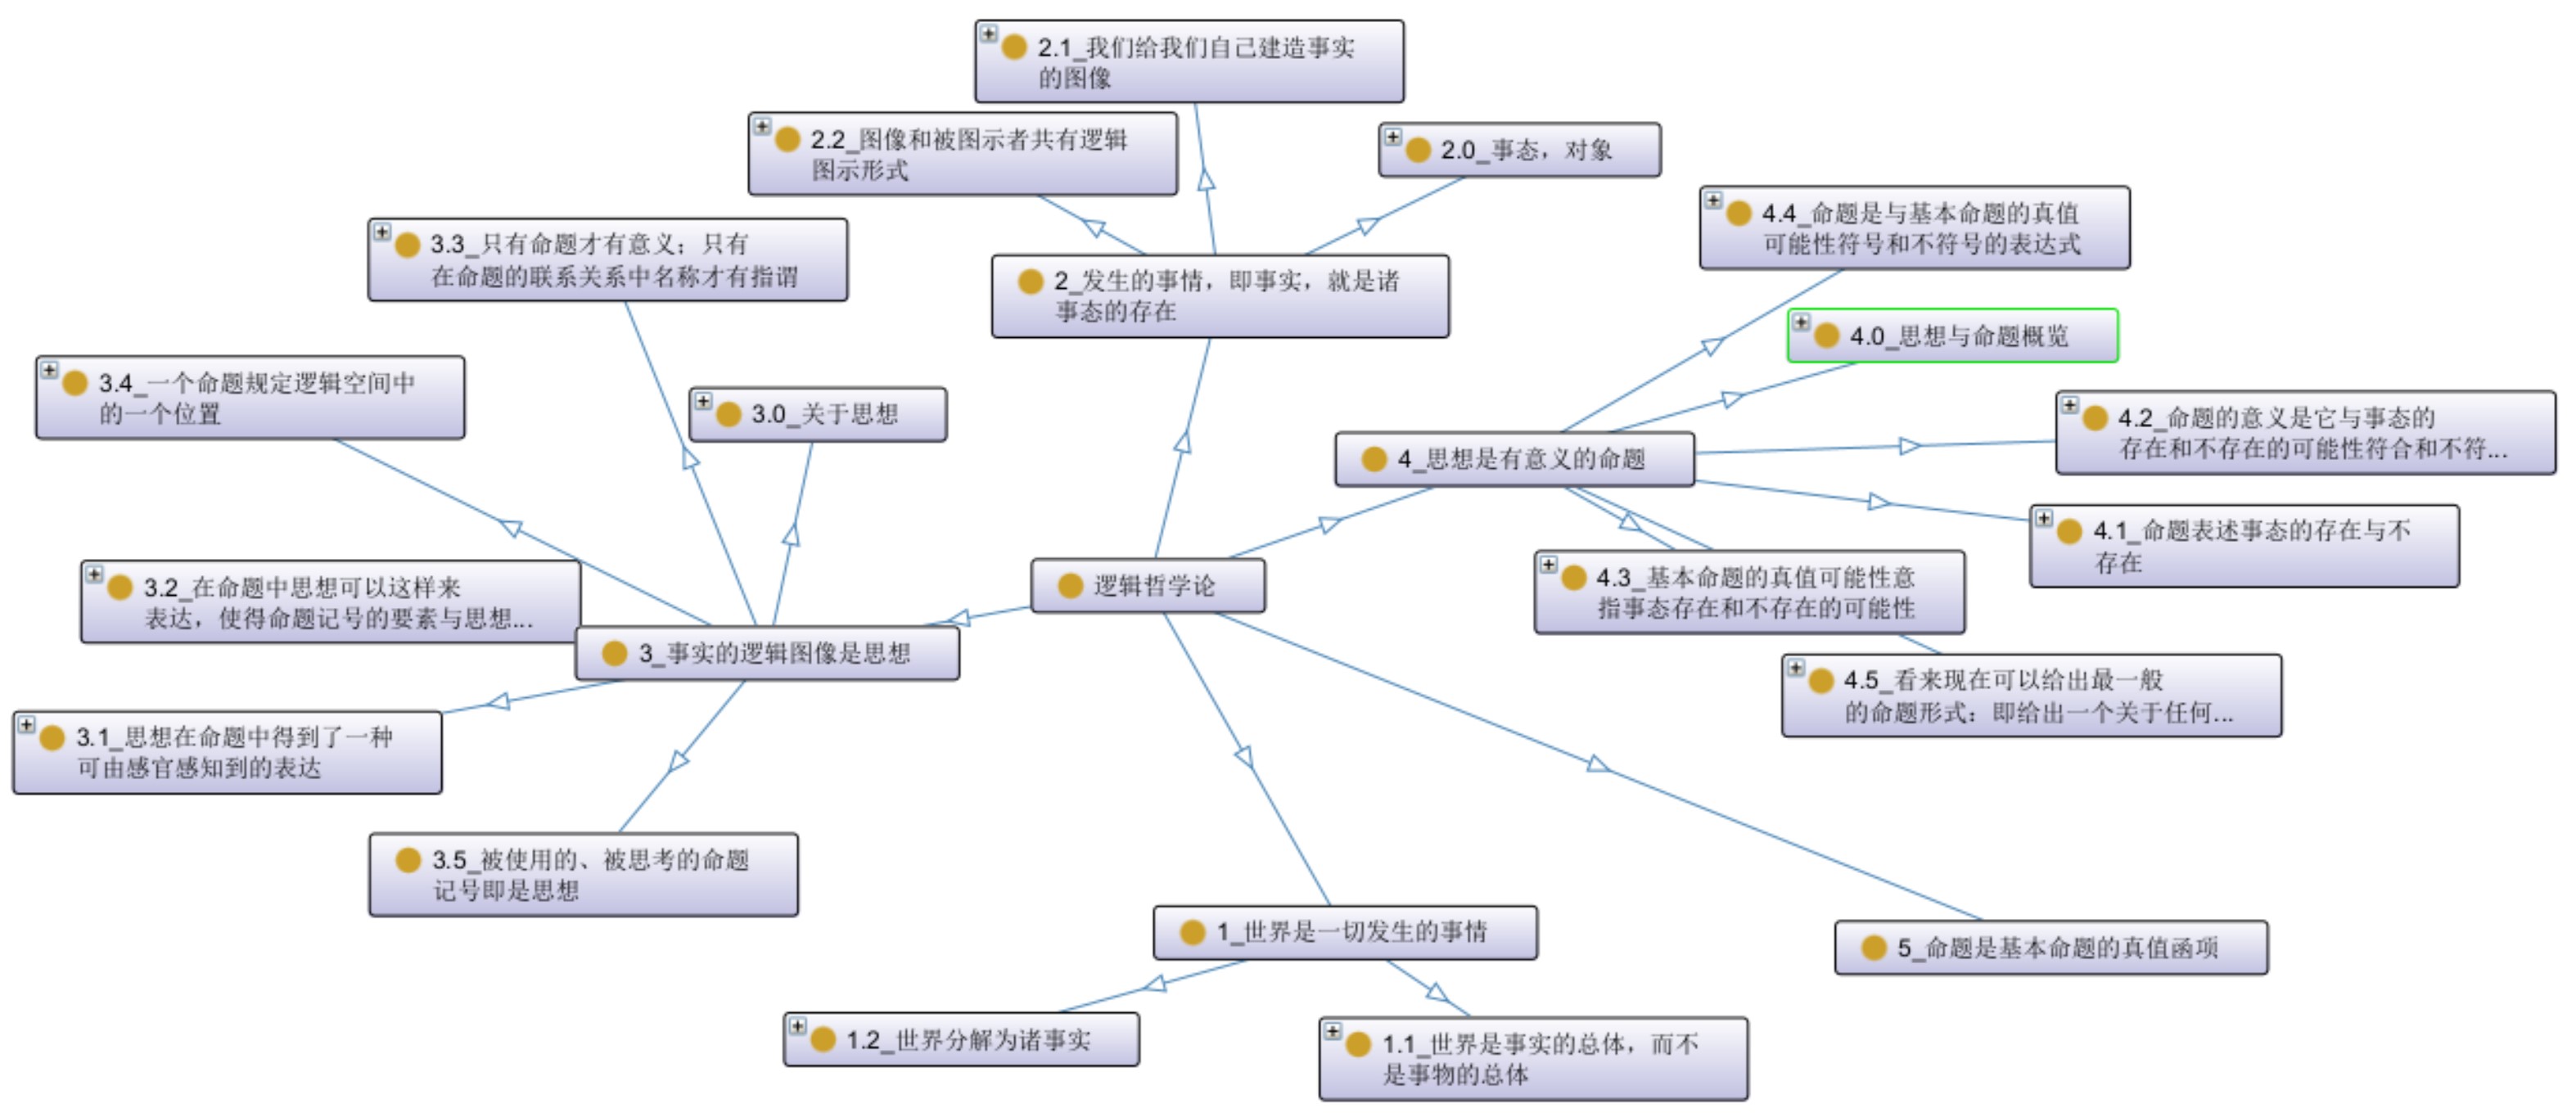 2.1_我们给我们自己建造事实
的图像
2.2_图像和被图示者共有逻辑
图示形式
2.0_事态，对象
4.4_命题是与基本命题的真值
可能性符号和不符号的表达式
3.3_只有命题才有意义；只有
在命题的联系关系中名称才有指谓
2_发生的事情，即事实，就是诸
事态的存在
4.0_思想与命题概览
3.4_一个命题规定逻辑空间中
的一个位置
3.0_关于思想
4.2_命题的意义是它与事态的
存在和不存在的可能性符合和不符...
4_思想是有意义的命题
4.1_命题表述事态的存在与不
存在
3.2_在命题中思想可以这样来
表达，使得命题记号的要素与思想...
逻辑哲学论
4.3_基本命题的真值可能性意
指事态存在和不存在的可能性
3_事实的逻辑图像是思想
4.5_看来现在可以给出最一般
的命题形式：即给出一个关于任何...
3.1_思想在命题中得到了一种
可由感官感知到的表达
3.5_被使用的、被思考的命题
记号即是思想
1_世界是一切发生的事情
5_命题是基本命题的真值函项
1.2_世界分解为诸事实
1.1_世界是事实的总体，而不
是事物的总体